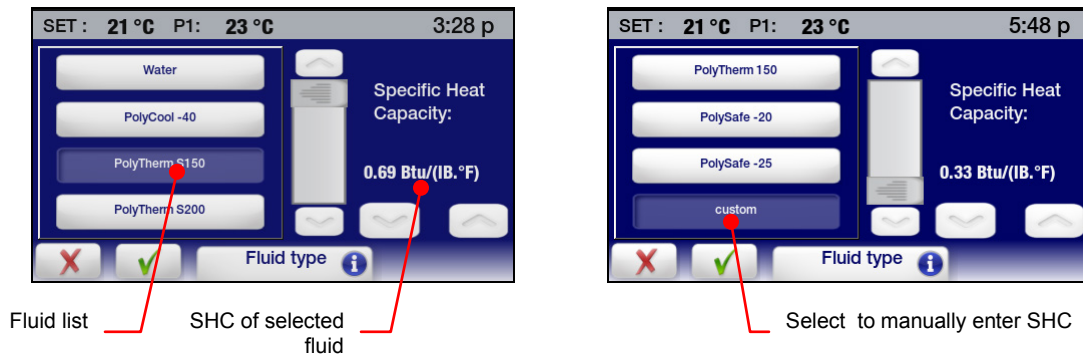 SET : 21 °C P1: 23 °C 3:28 p
Water
PolyCool -40
PolyTherm S150
PolyTherm S200
Specific Heat
Capacity:
0.69 Btu/(IB.°F)
Fluid type
Fluid list
SHC of selected
fluid
SET : 21 °C P1: 23 °C 5:48 p
PolyTherm 150
PolySafe -20
PolySafe -25
custom
Specific Heat
Capacity:
0.33 Btu/(IB.°F)
Fluid type
Select to manually enter SHC